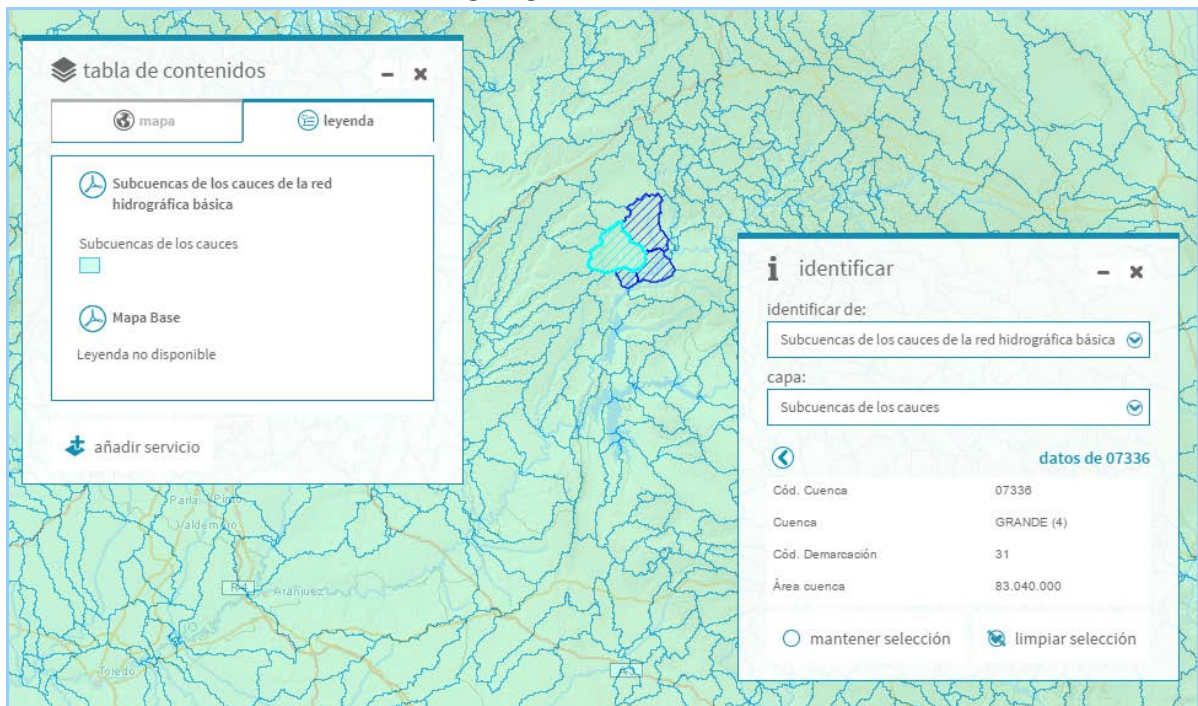 tabla de contenidos
mapa
leyenda
Subcuencas de los cauces de la red
hidrográfica básica
Subcuencas de los cauces
Mapa Base
Leyenda no disponible
añadir servicio
identificar
identificar de:
Subcuencas de los cauces de la red hidrográfica básica
capa:
Subcuencas de los cauces
datos de 07336
Cód. Cuenca 07336
Cuenca GRANDE (4)
Cód. Demarcación 31
Área cuenca 83.040.000
mantener selección
limpiar selección
Parla
Aranjuez
Toledo